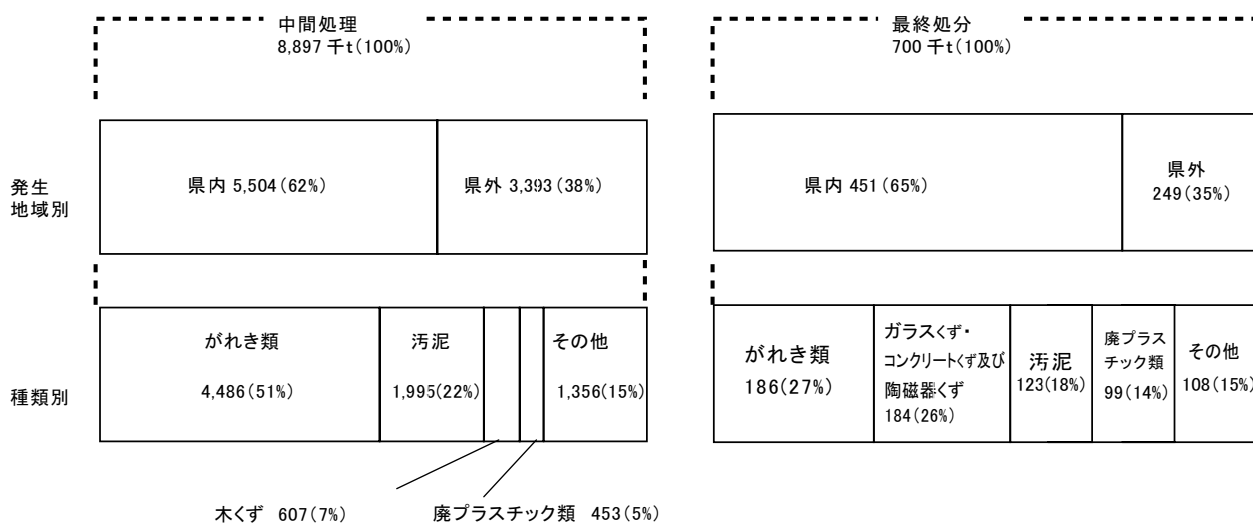 中間処理
8,897 千t(100%)
最終処分
700 千t(100%)
発生
地域別
県内 5,504(62%)
県外 3,393(38%)
県内 451(65%)
県外
249(35%)
種類別
がれき類
4,486(51%)
汚泥
1,995(22%)
その他
1,356(15%)
がれき類
186(27%)
ガラスくず・
コンクリートくず及び
陶磁器くず
184(26%)
汚泥
123(18%)
廃プラス
チック類
99(14%)
その他
108(15%)
木くず 607(7%)
廃プラスチック類 453(5%)